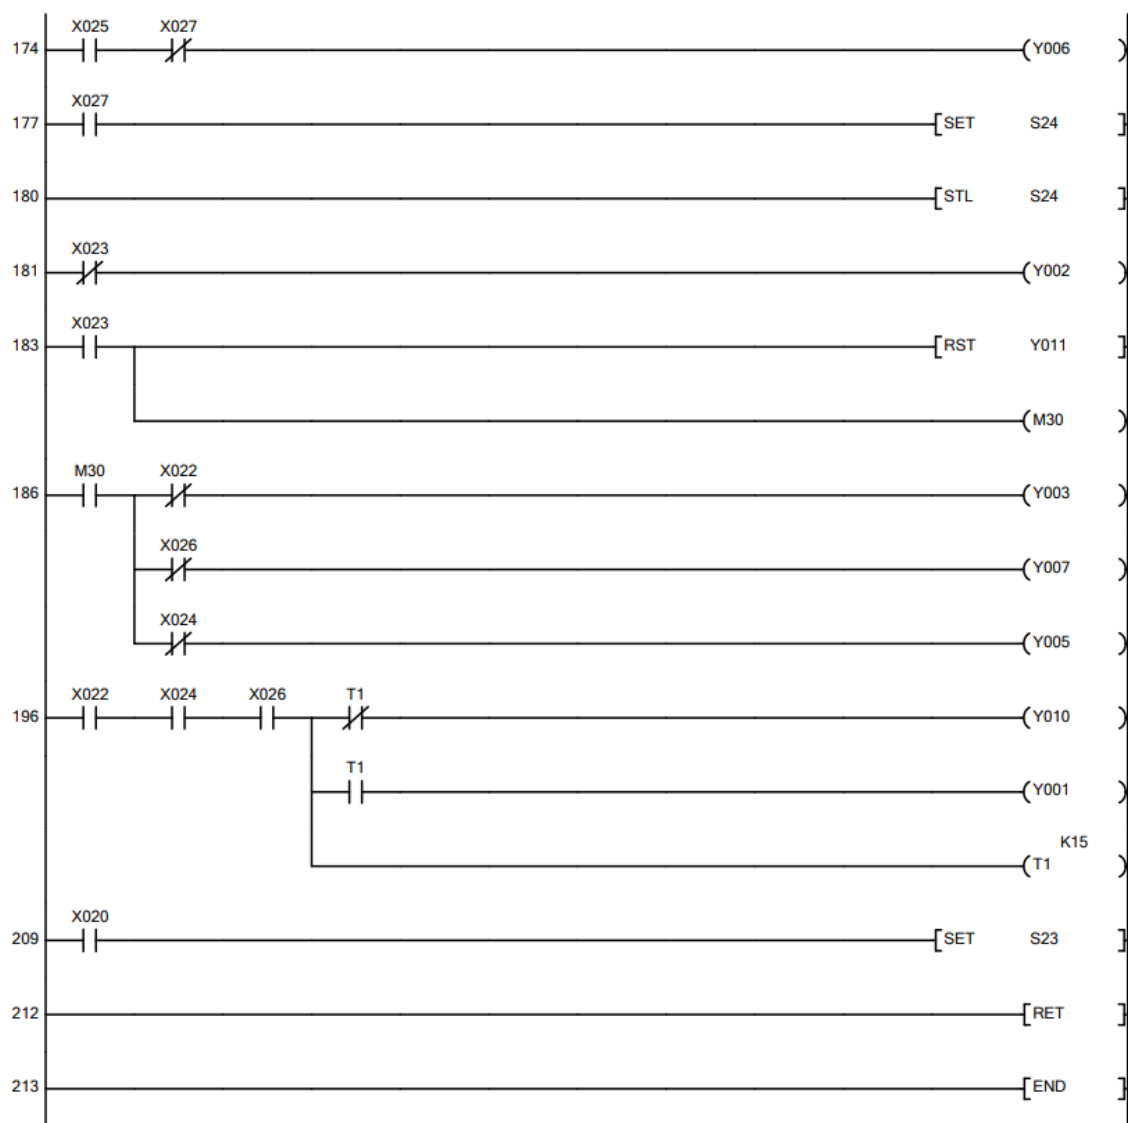 X025 X027
174 Y006
X027
177 SET S24
180 STL S24
X023
181 Y002
X023
183 RST Y011
M30
M30 X022
186 Y003
X026
Y007
X024
Y005
X022 X024 X026 T1
196 Y010
T1
Y001
K15
T1
X020
209 SET S23
212 RET
213 END